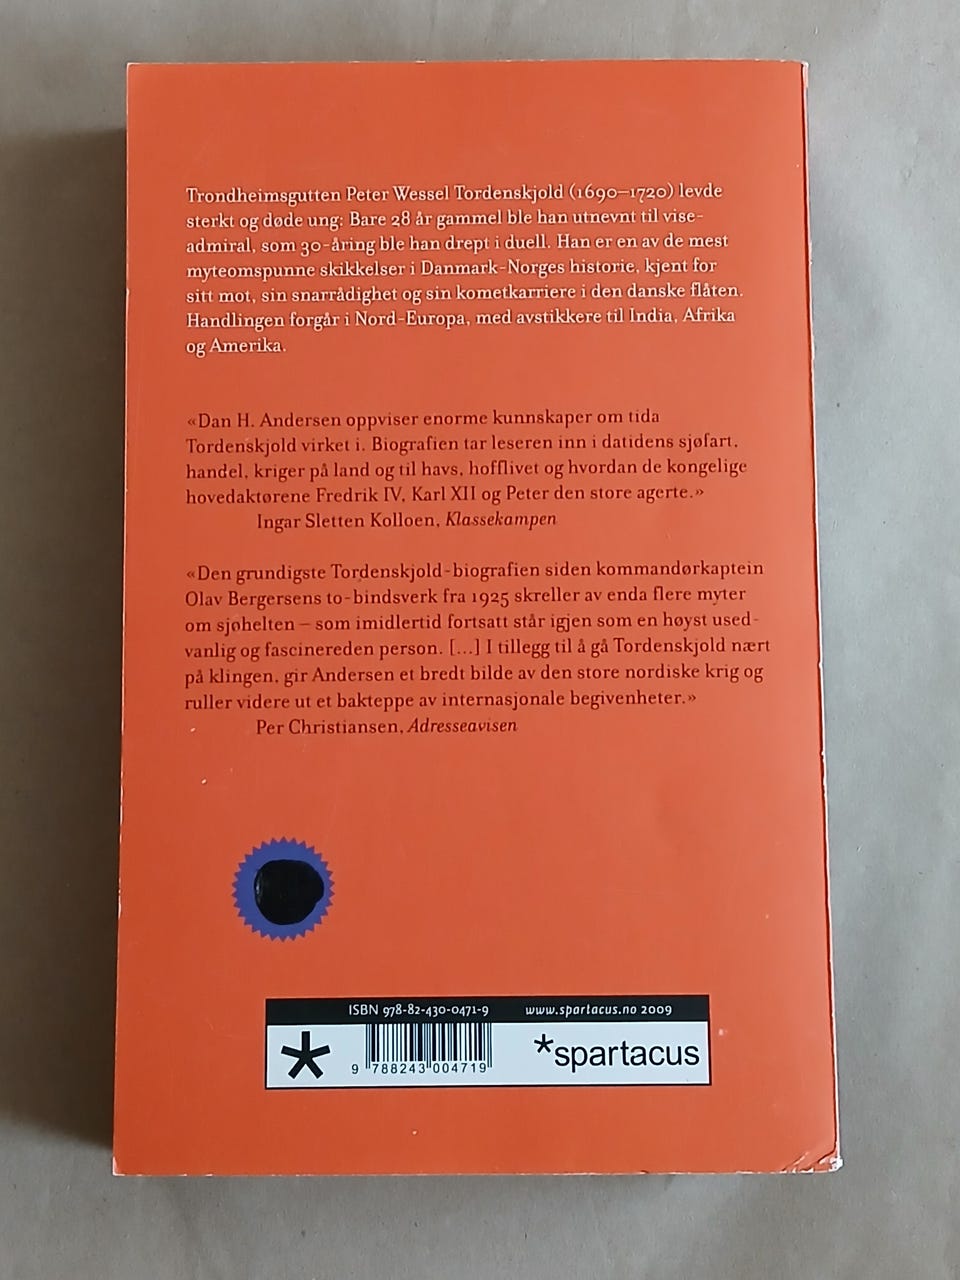 Trondheimsgutten Peter Wessel Tordenskjold (1690–1720) levde
sterkt og døde ung: Bare 28 år gammel ble han utnevnt til vise-
admiral, som 30-åring ble han drept i duell. Han er en av de mest
myteomspunne skikkelser i Danmark-Norges historie, kjent for
sitt mot, sin snarrådighet og sin kometkarriere i den danske flåten.
Handlingen forgår i Nord-Europa, med avstikkere til India, Afrika
og Amerika.
«Dan H. Andersen oppviser enorme kunnskaper om tida
Tordenskjold virket i. Biografien tar leseren inn i datidens sjøfart,
handel, kriger på land og til havs, hofflivet og hvordan de kongelige
hovedaktørene Fredrik IV, Karl XII og Peter den store agerte.»
Ingar Sletten Kolloen, Klassekampen
«Den grundigste Tordenskjold-biografien siden kommandørkaptein
Olav Bergersens to-bindsverk fra 1925 skreller av enda flere myter
om sjøhelten – som imidlertid fortsatt står igjen som en høyst used-
vanlig og fascinereden person. [...] I tillegg til å gå Tordenskjold nært
på klingen, gir Andersen et bredt bilde av den store nordiske krig og
ruller videre ut et bakteppe av internasjonale begivenheter.»
Per Christiansen, Adresseavisen
ISBN 978-82-430-0471-9 www.spartacus.no 2009
*spartacus
9 788243 004719